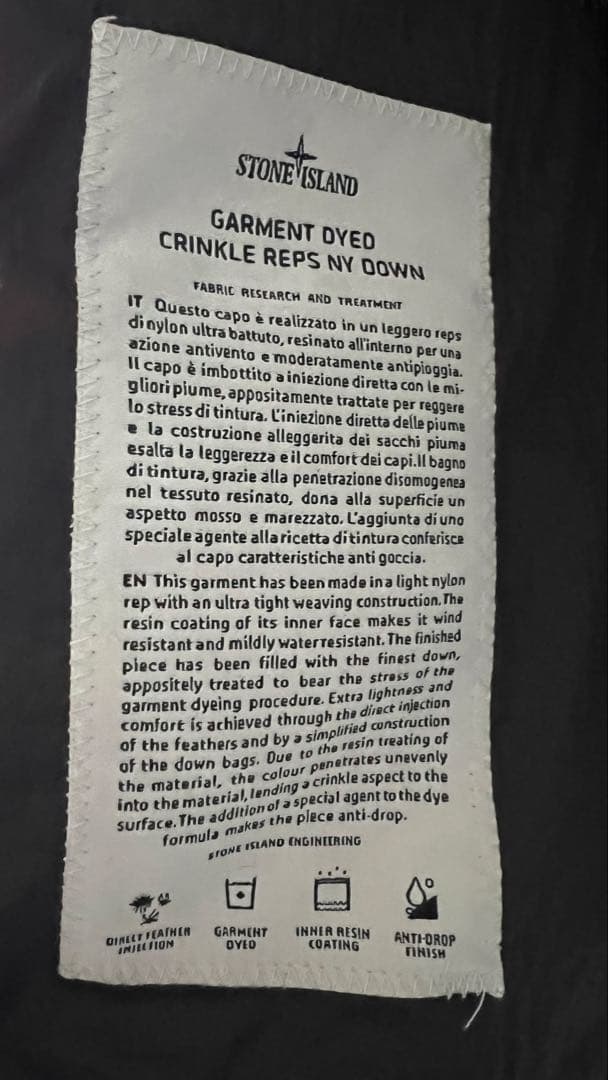 STONE ISLAND
GARMENT DYED
CRINKLE REPS NY DOWN
FABRIC RESEARCH AND TREATMENT
IT Questo capo è realizzato in un leggero reps
di nylon ultra battuto, resinato all'interno per una
azione antivento e moderatamente antipioggia.
Il capo è imbottito a iniezione diretta con le mi-
gliori piume, appositamente trattate per reggere
lo stress di tintura. L'iniezione diretta delle piume
e la costruzione alleggerita dei sacchi piuma
esalta la leggerezza e il comfort dei capi. Il bagno
di tintura, grazie alla penetrazione disomogenea
nel tessuto resinato, dona alla superficie un
aspetto mosso e marezzato. L'aggiunta di uno
speciale agente alla ricetta di tintura conferisce
al capo caratteristiche anti goccia.
EN This garment has been made in a light nylon
rep with an ultra tight weaving construction. The
resin coating of its inner face makes it wind
resistant and mildly waterresistant. The finished
piece has been filled with the finest down,
appositely treated to bear the stress of the
garment dyeing procedure. Extra lightness and
comfort is achieved through the direct injection
of the feathers and by a simplified construction
of the down bags. Due to the resin treating of
the material, the colour penetrates unevenly
into the material, lending a crinkle aspect to the
surface. The addition of a special agent to the dye
formula makes the piece anti-drop.
STONE ISLAND ENGINEERING
DIRECT FEATHER
INJECTION
GARMENT
DYED
INNER RESIN
COATING
ANTI-DROP
FINISH